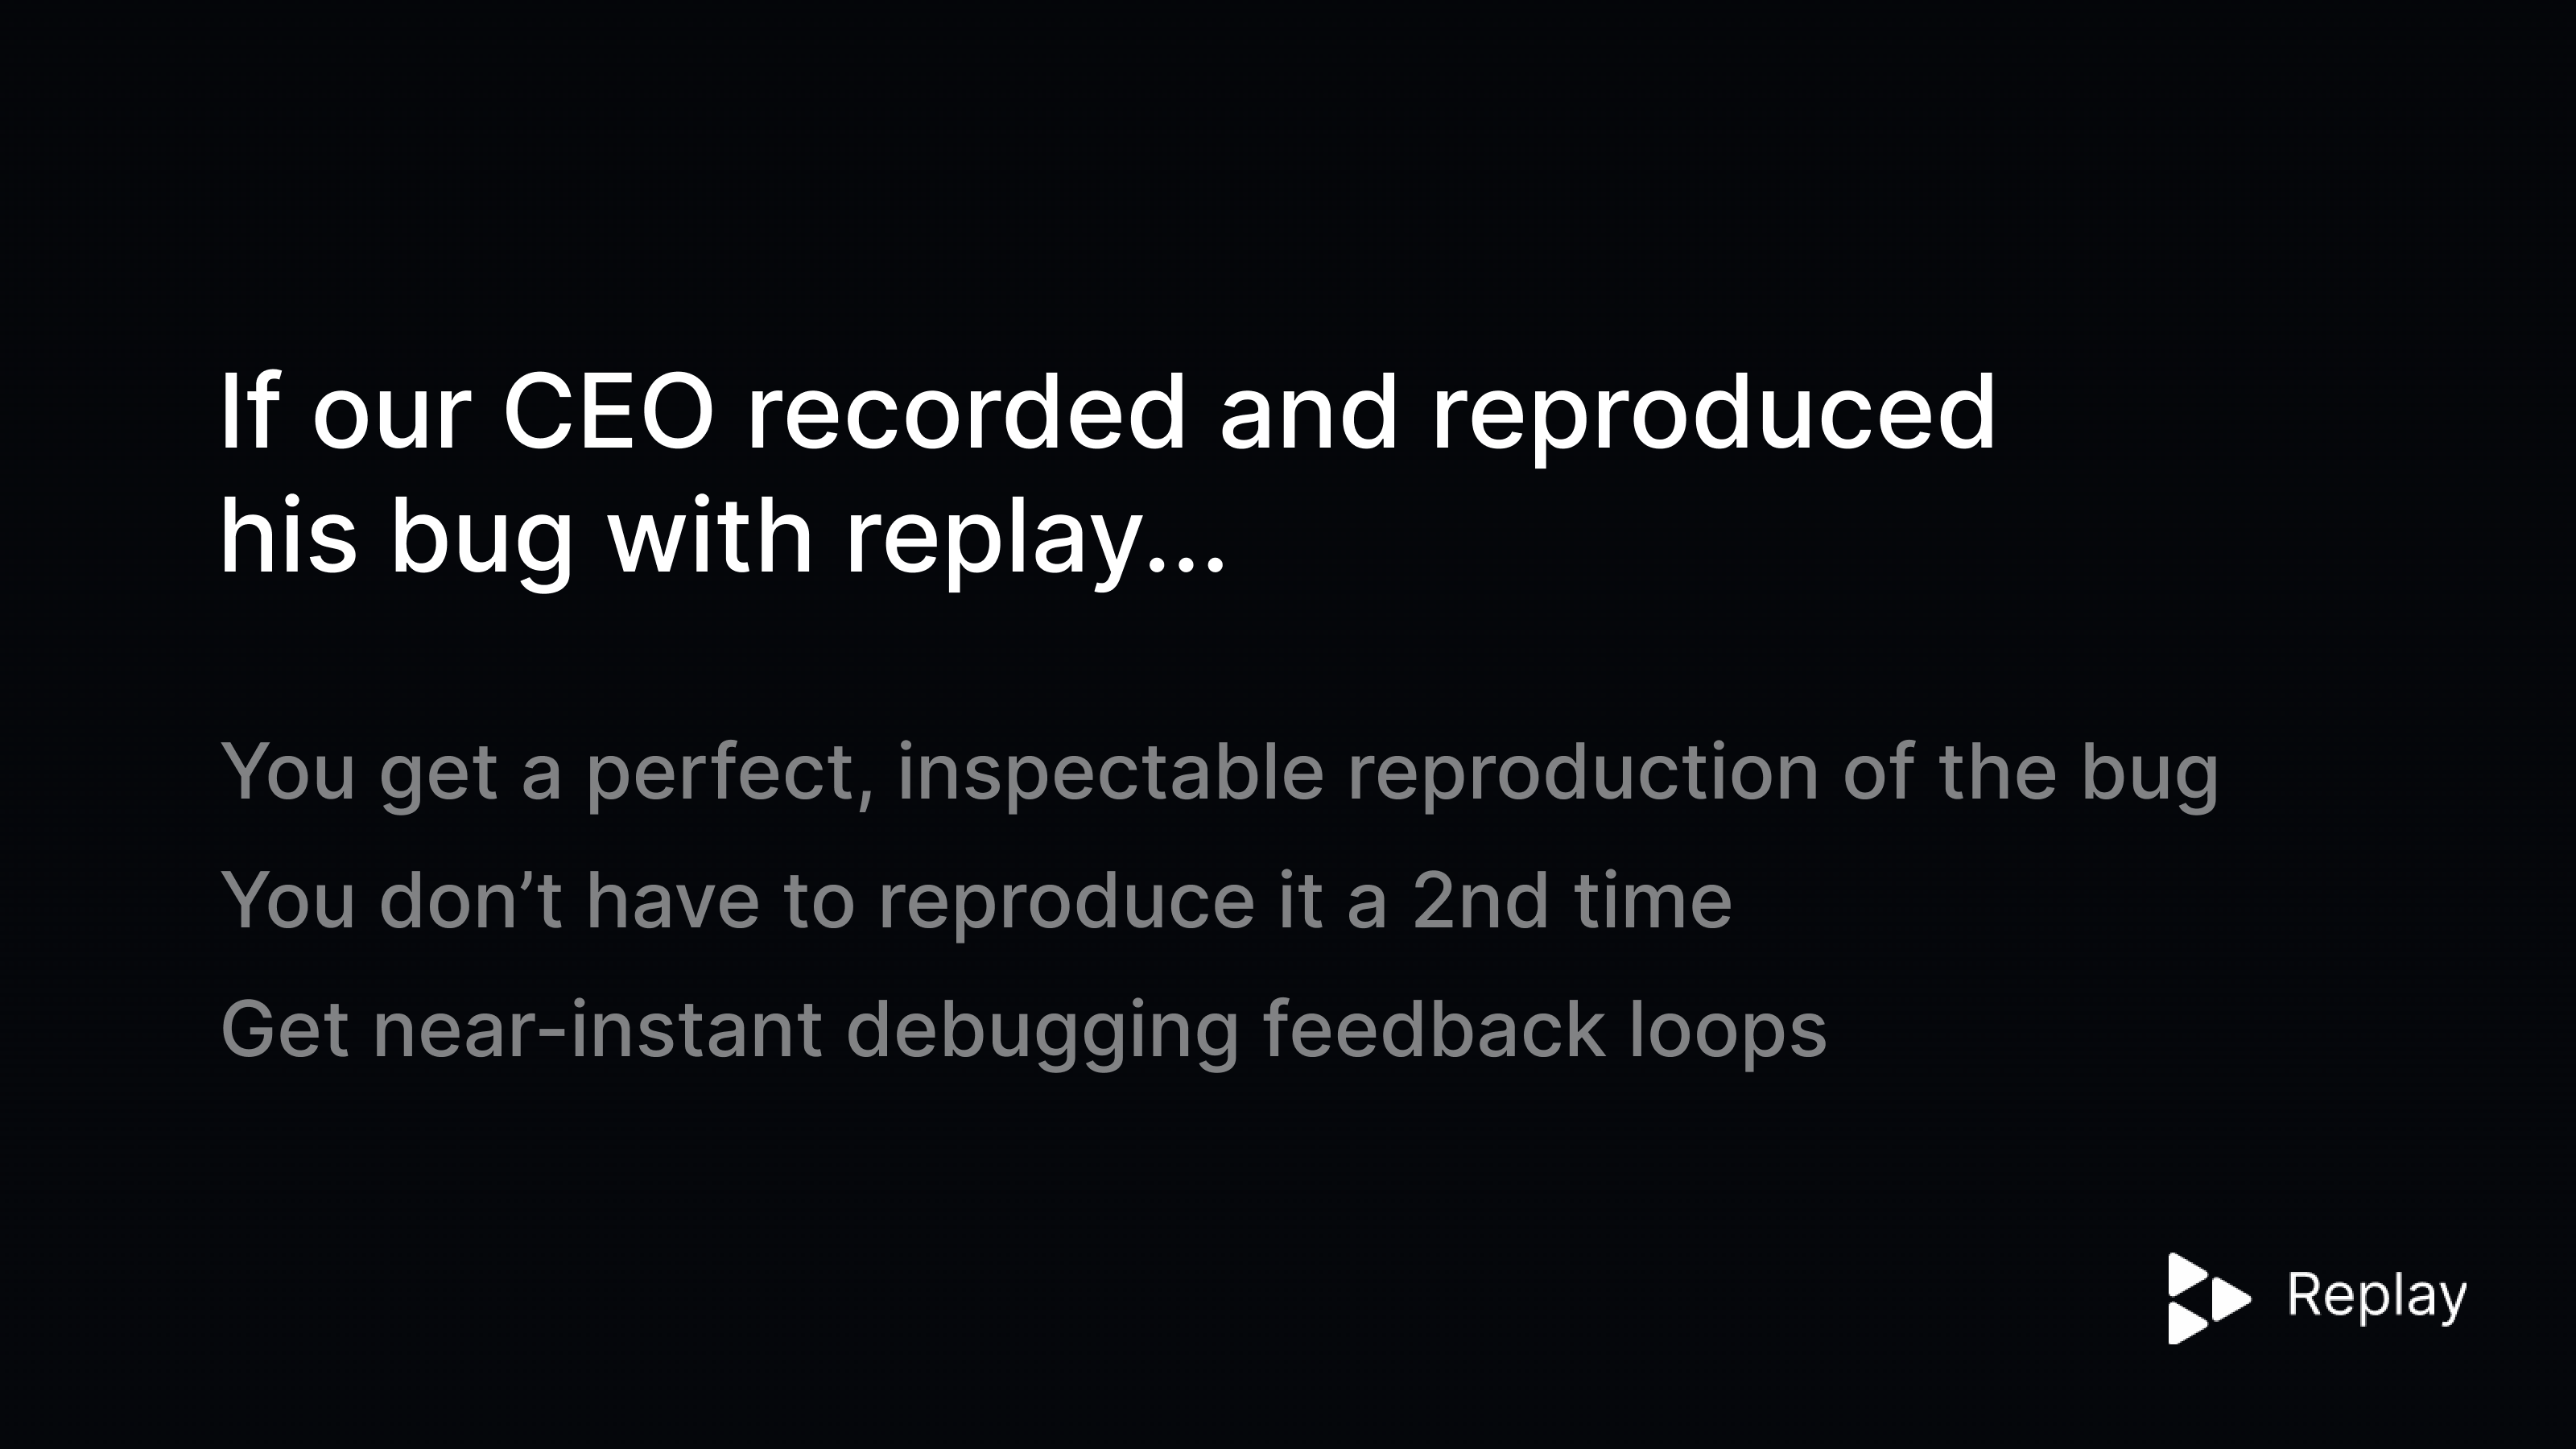 If our CEO recorded and reproduced
his bug with replay...
You get a perfect, inspectable reproduction of the bug
You don’t have to reproduce it a 2nd time
Get near-instant debugging feedback loops
Replay